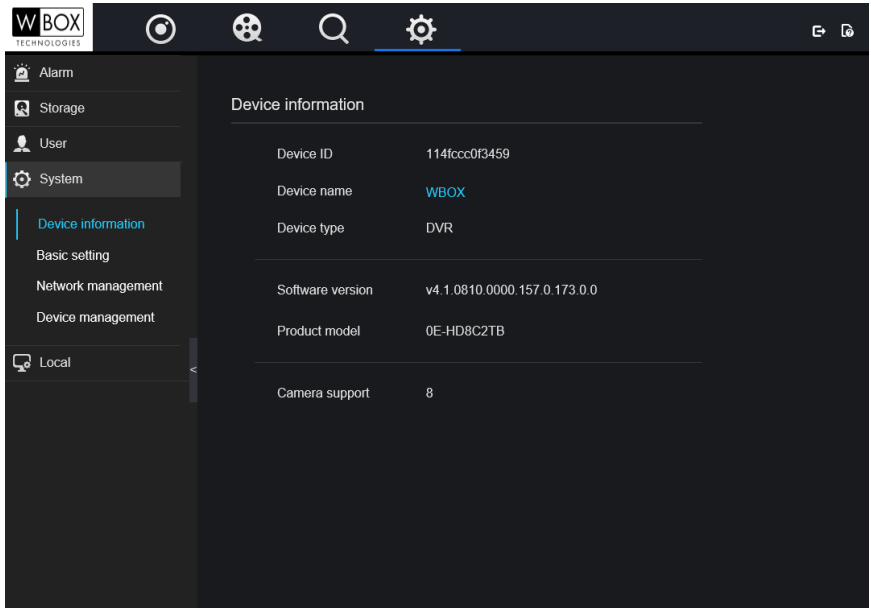 W BOX
TECHNOLOGIES
Alarm
Storage
User
System
Device information
Basic setting
Network management
Device management
Local
<
Device information
Device ID 114fccc0f3459
Device name WBOX
Device type DVR
Software version v4.1.0810.0000.157.0.173.0.0
Product model 0E-HD8C2TB
Camera support 8